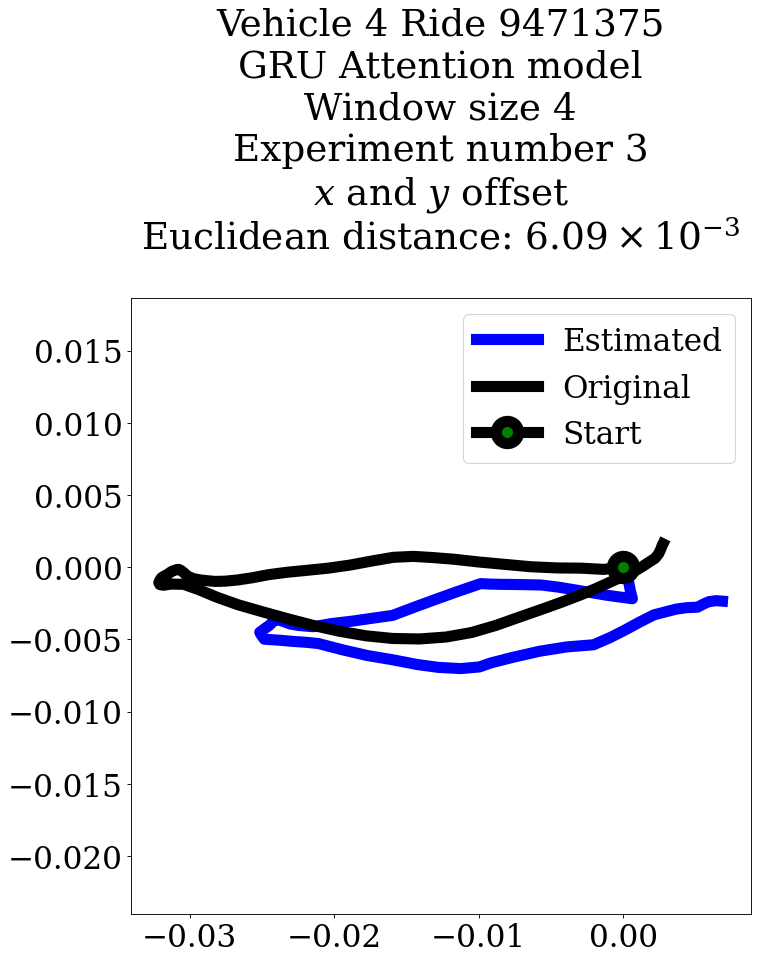 Vehicle 4 Ride 9471375
GRU Attention model
Window size 4
Experiment number 3
x and y offset
Euclidean distance: 6.09 × 10⁻³
Estimated
Original
Start
0.015
0.010
0.005
0.000
−0.005
−0.010
−0.015
−0.020
−0.03 −0.02 −0.01 0.00